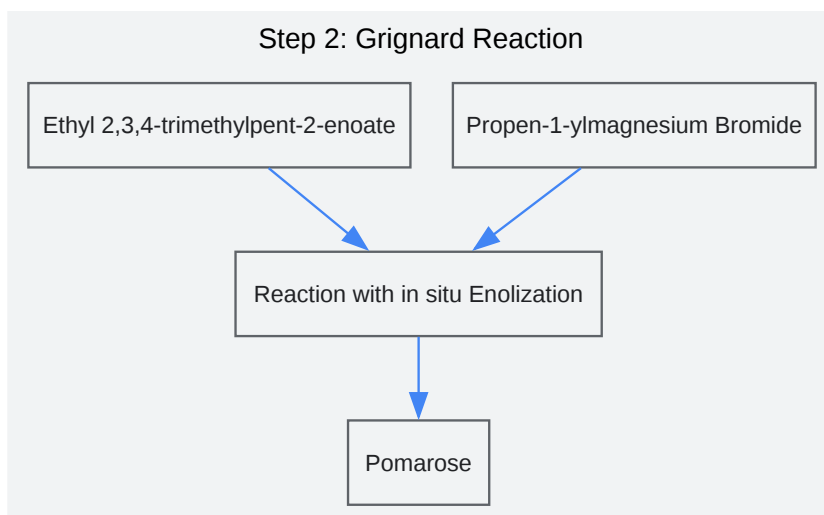 Step 2: Grignard Reaction
Ethyl 2,3,4-trimethylpent-2-enoate
Propen-1-ylmagnesium Bromide
Reaction with in situ Enolization
Pomarose